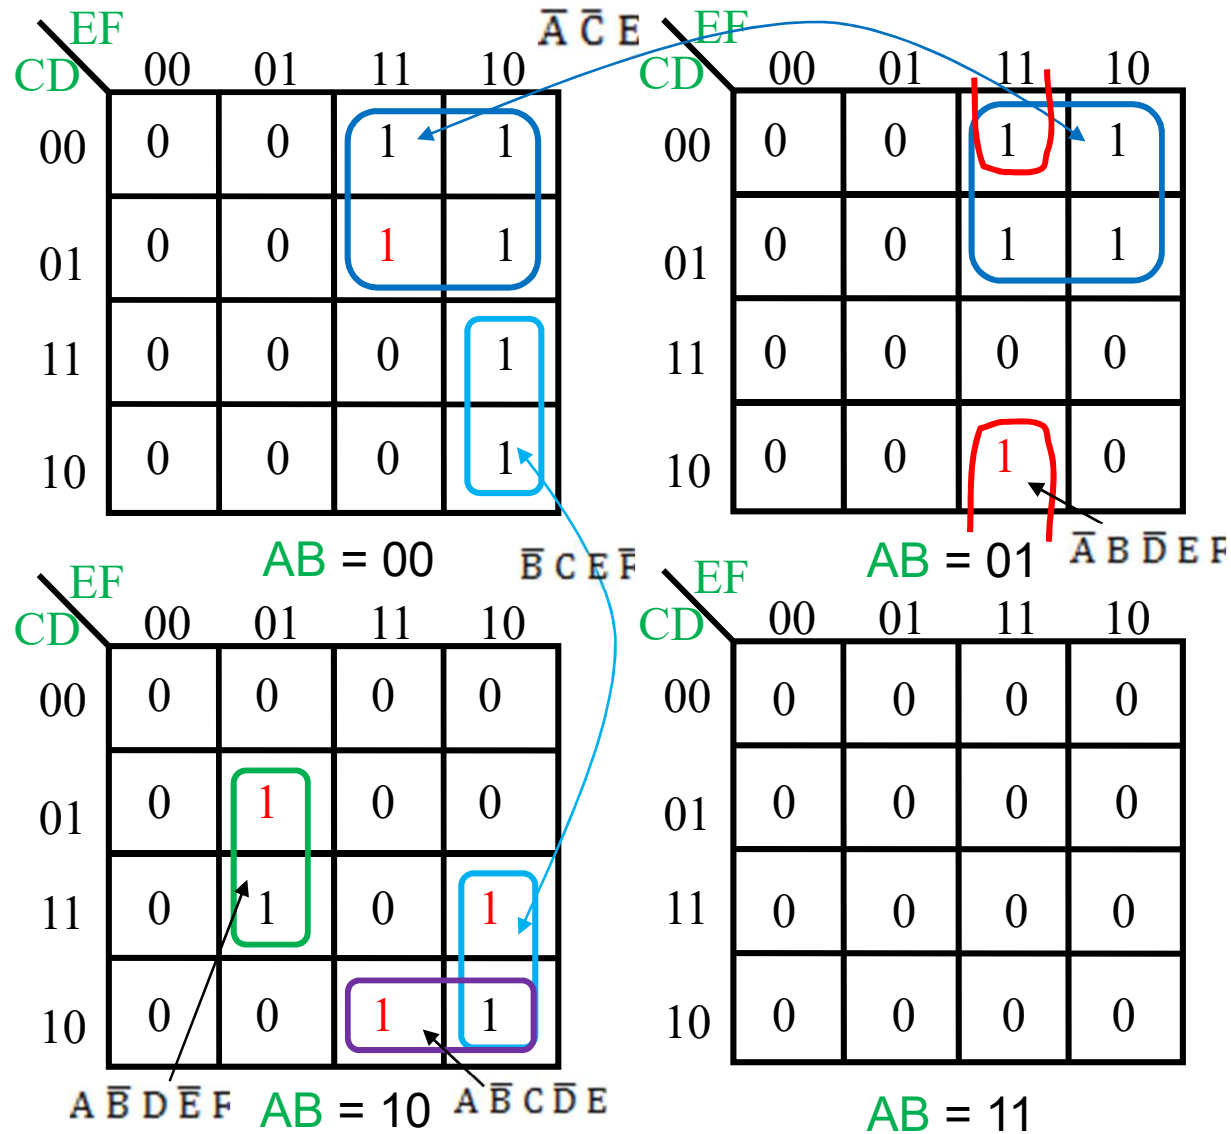 A̅ C̅ E
EF
CD
00 01 11 10
00 0 0 1 1
01 0 0 1 1
11 0 0 0 1
10 0 0 0 1
AB = 00
EF
CD
00 01 11 10
00 0 0 1 1
01 0 0 1 1
11 0 0 0 0
10 0 0 1 0
AB = 01
A̅ B D̅ E F
B̅ C E F̅
EF
CD
00 01 11 10
00 0 0 0 0
01 0 1 0 0
11 0 1 0 1
10 0 0 1 1
A B̅ D E̅ F
AB = 10
A B̅ C D̅ E
EF
CD
00 01 11 10
00 0 0 0 0
01 0 0 0 0
11 0 0 0 0
10 0 0 0 0
AB = 11